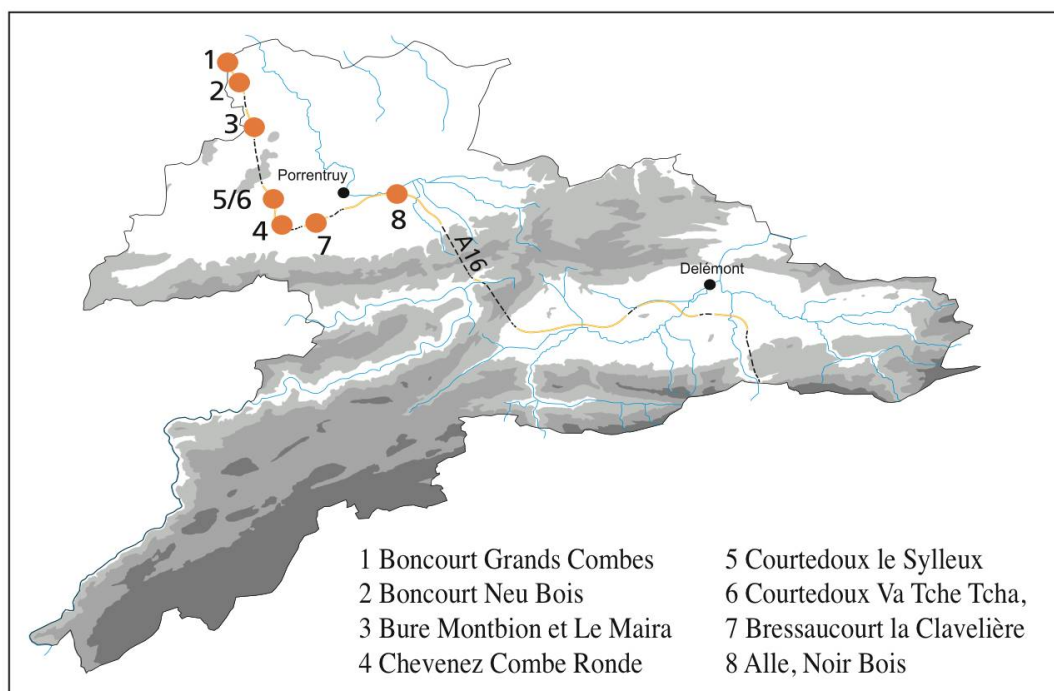 1
2
3
Porrentruy
5/6
8
4
7
A16
Delémont
1 Boncourt Grands Combes
2 Boncourt Neu Bois
3 Bure Montbion et Le Maira
4 Chevenez Combe Ronde
5 Courtedoux le Sylleux
6 Courtedoux Va Tche Tcha,
7 Bressaucourt la Clavelière
8 Alle, Noir Bois